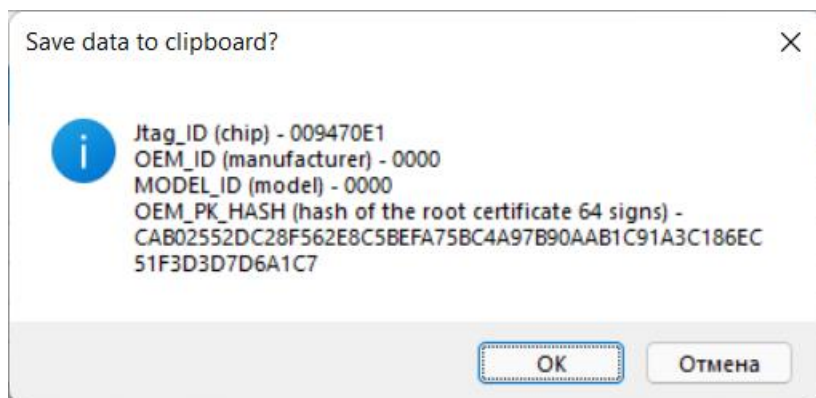 Save data to clipboard?
Jtag_ID (chip) - 009470E1
OEM_ID (manufacturer) - 0000
MODEL_ID (model) - 0000
OEM_PK_HASH (hash of the root certificate 64 signs) -
CAB02552DC28F562E8C5BEFA75BC4A97B90AAB1C91A3C186EC
51F3D3D7D6A1C7
OK
Отмена